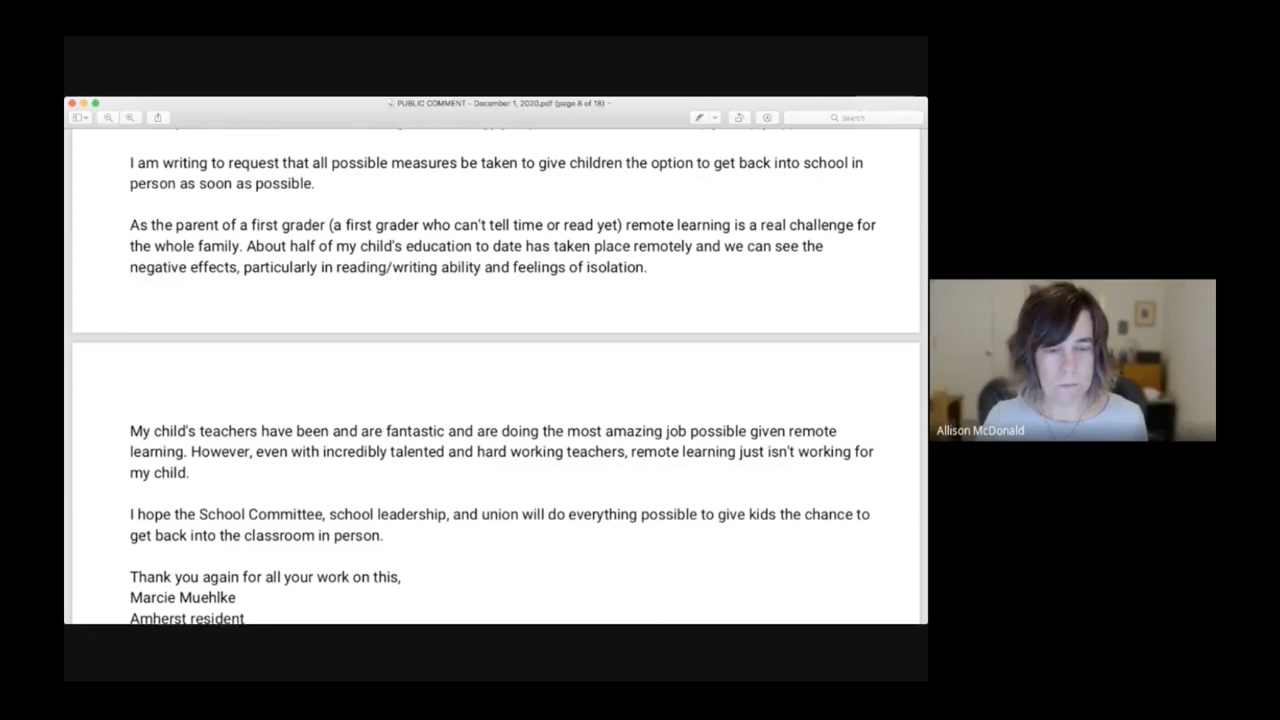 PUBLIC COMMENT - December 1, 2020.pdf (page 8 of 18)
Search
I am writing to request that all possible measures be taken to give children the option to get back into school in
person as soon as possible.
As the parent of a first grader (a first grader who can't tell time or read yet) remote learning is a real challenge for
the whole family. About half of my child's education to date has taken place remotely and we can see the
negative effects, particularly in reading/writing ability and feelings of isolation.
My child's teachers have been and are fantastic and are doing the most amazing job possible given remote
learning. However, even with incredibly talented and hard working teachers, remote learning just isn't working for
my child.
I hope the School Committee, school leadership, and union will do everything possible to give kids the chance to
get back into the classroom in person.
Thank you again for all your work on this,
Marcie Muehlke
Amherst resident
Allison McDonald